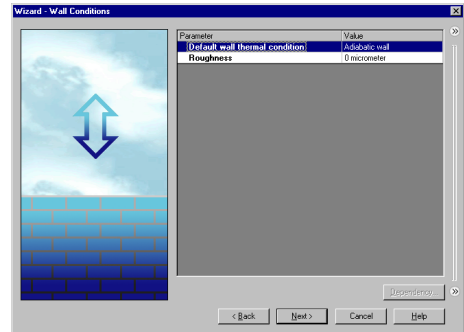 Wizard - Wall Conditions
Parameter Value
Default wall thermal condition Adiabatic wall
Roughness 0 micrometer
Dependency...
< Back Next > Cancel Help